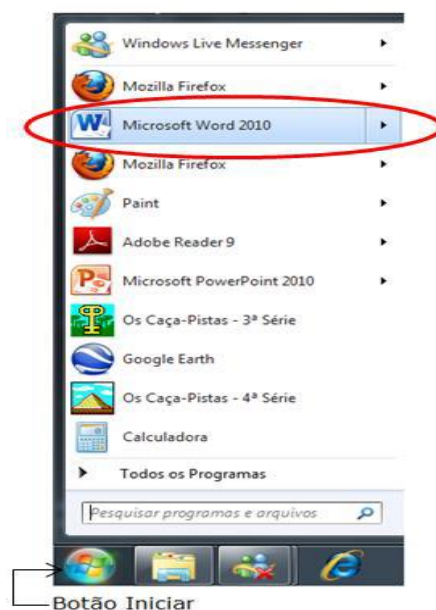 Windows Live Messenger
Mozilla Firefox
Microsoft Word 2010
Mozilla Firefox
Paint
Adobe Reader 9
Microsoft PowerPoint 2010
Os Caça-Pistas - 3ª Série
Google Earth
Os Caça-Pistas - 4ª Série
Calculadora
Todos os Programas
Pesquisar programas e arquivos
Botão Iniciar